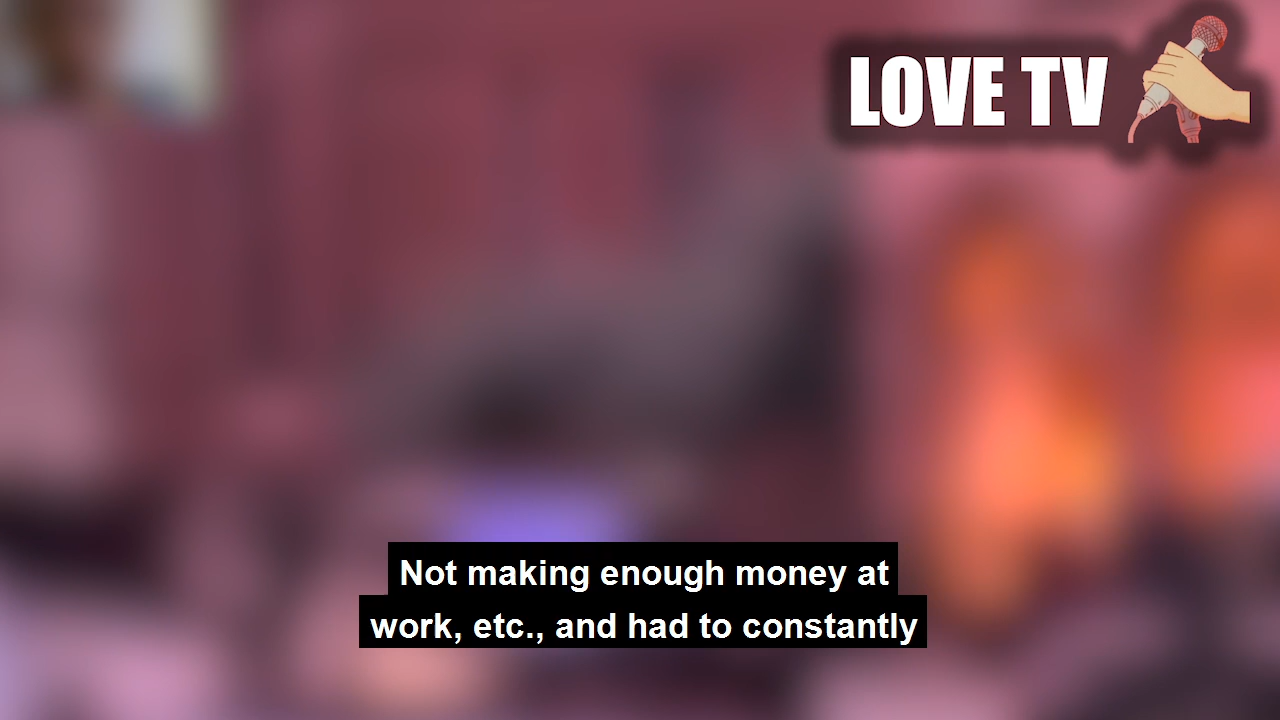 LOVE TV
Not making enough money at
work, etc., and had to constantly